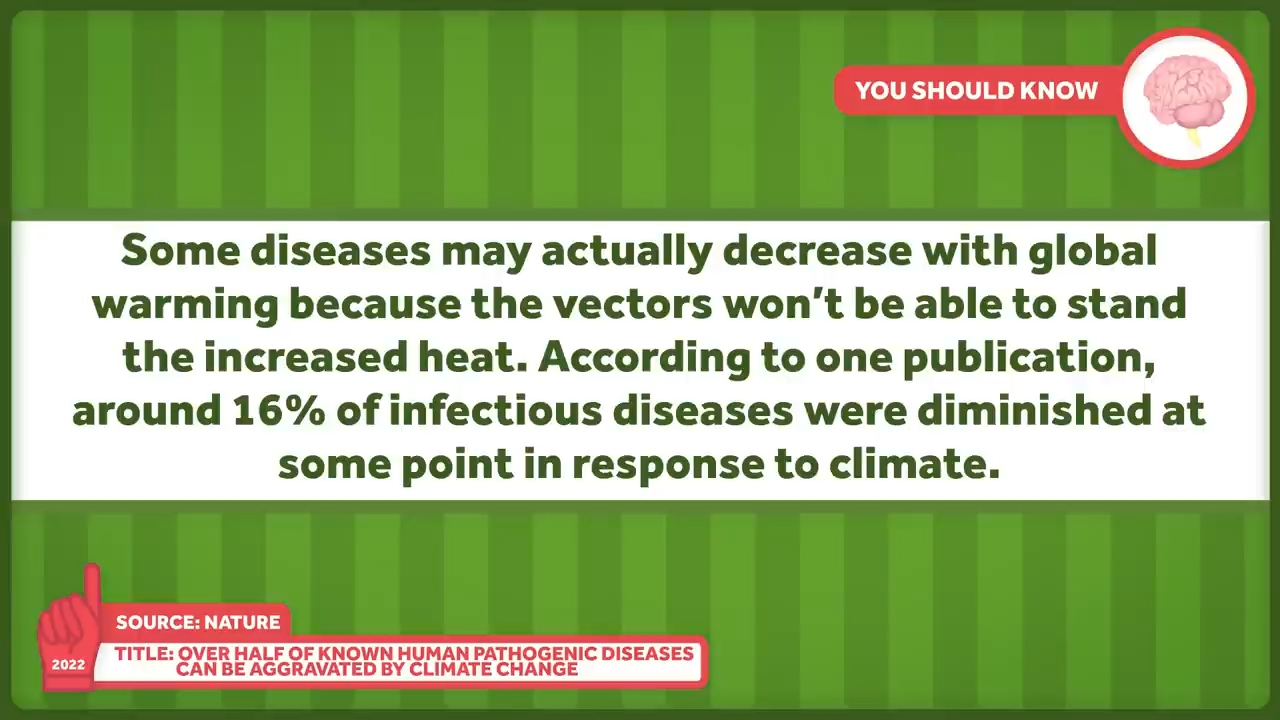 YOU SHOULD KNOW
Some diseases may actually decrease with global
warming because the vectors won't be able to stand
the increased heat. According to one publication,
around 16% of infectious diseases were diminished at
some point in response to climate.
SOURCE: NATURE
2022
TITLE: OVER HALF OF KNOWN HUMAN PATHOGENIC DISEASES
CAN BE AGGRAVATED BY CLIMATE CHANGE